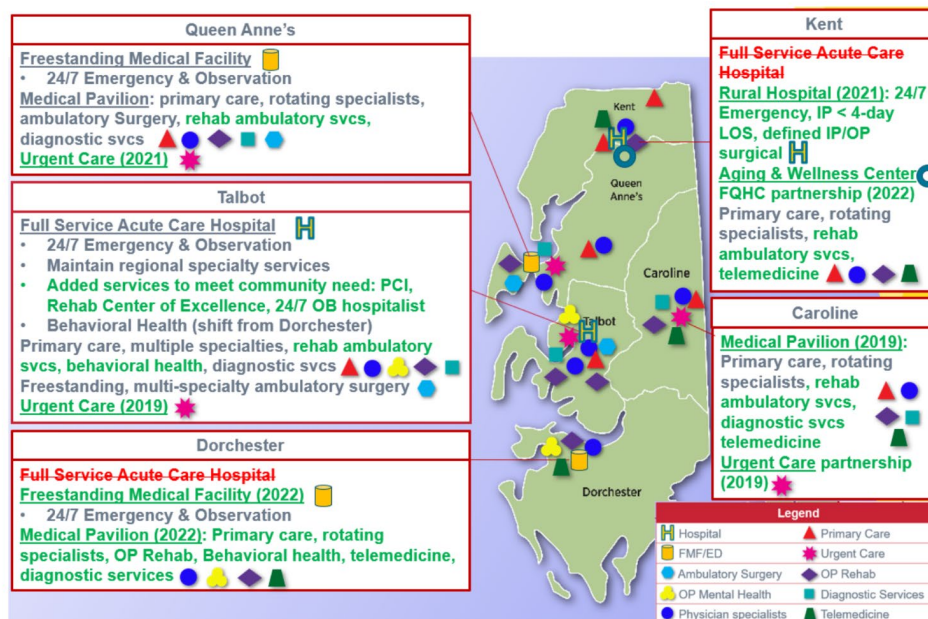 Queen Anne's
Freestanding Medical Facility
• 24/7 Emergency & Observation
Medical Pavilion: primary care, rotating specialists,
ambulatory Surgery, rehab ambulatory svcs,
diagnostic svcs
Urgent Care (2021)
Talbot
Full Service Acute Care Hospital
• 24/7 Emergency & Observation
• Maintain regional specialty services
• Added services to meet community need: PCI,
Rehab Center of Excellence, 24/7 OB hospitalist
• Behavioral Health (shift from Dorchester)
Primary care, multiple specialties, rehab ambulatory
svcs, behavioral health, diagnostic svcs
Freestanding, multi-specialty ambulatory surgery
Urgent Care (2019)
Dorchester
Full Service Acute Care Hospital
Freestanding Medical Facility (2022)
• 24/7 Emergency & Observation
Medical Pavilion (2022): Primary care, rotating
specialists, OP Rehab, Behavioral health, telemedicine,
diagnostic services
Kent
Queen
Anne's
Caroline
Talbot
Dorchester
Kent
Full Service Acute Care
Hospital
Rural Hospital (2021): 24/7
Emergency, IP < 4-day
LOS, defined IP/OP
surgical
Aging & Wellness Center
FQHC partnership (2022)
Primary care, rotating
specialists, rehab
ambulatory svcs,
telemedicine
Caroline
Medical Pavilion (2019):
Primary care, rotating
specialists, rehab
ambulatory svcs,
diagnostic svcs
telemedicine
Urgent Care partnership
(2019)
Legend
Hospital
Primary Care
FMF/ED
Urgent Care
Ambulatory Surgery
OP Rehab
OP Mental Health
Diagnostic Services
Physician specialists
Telemedicine